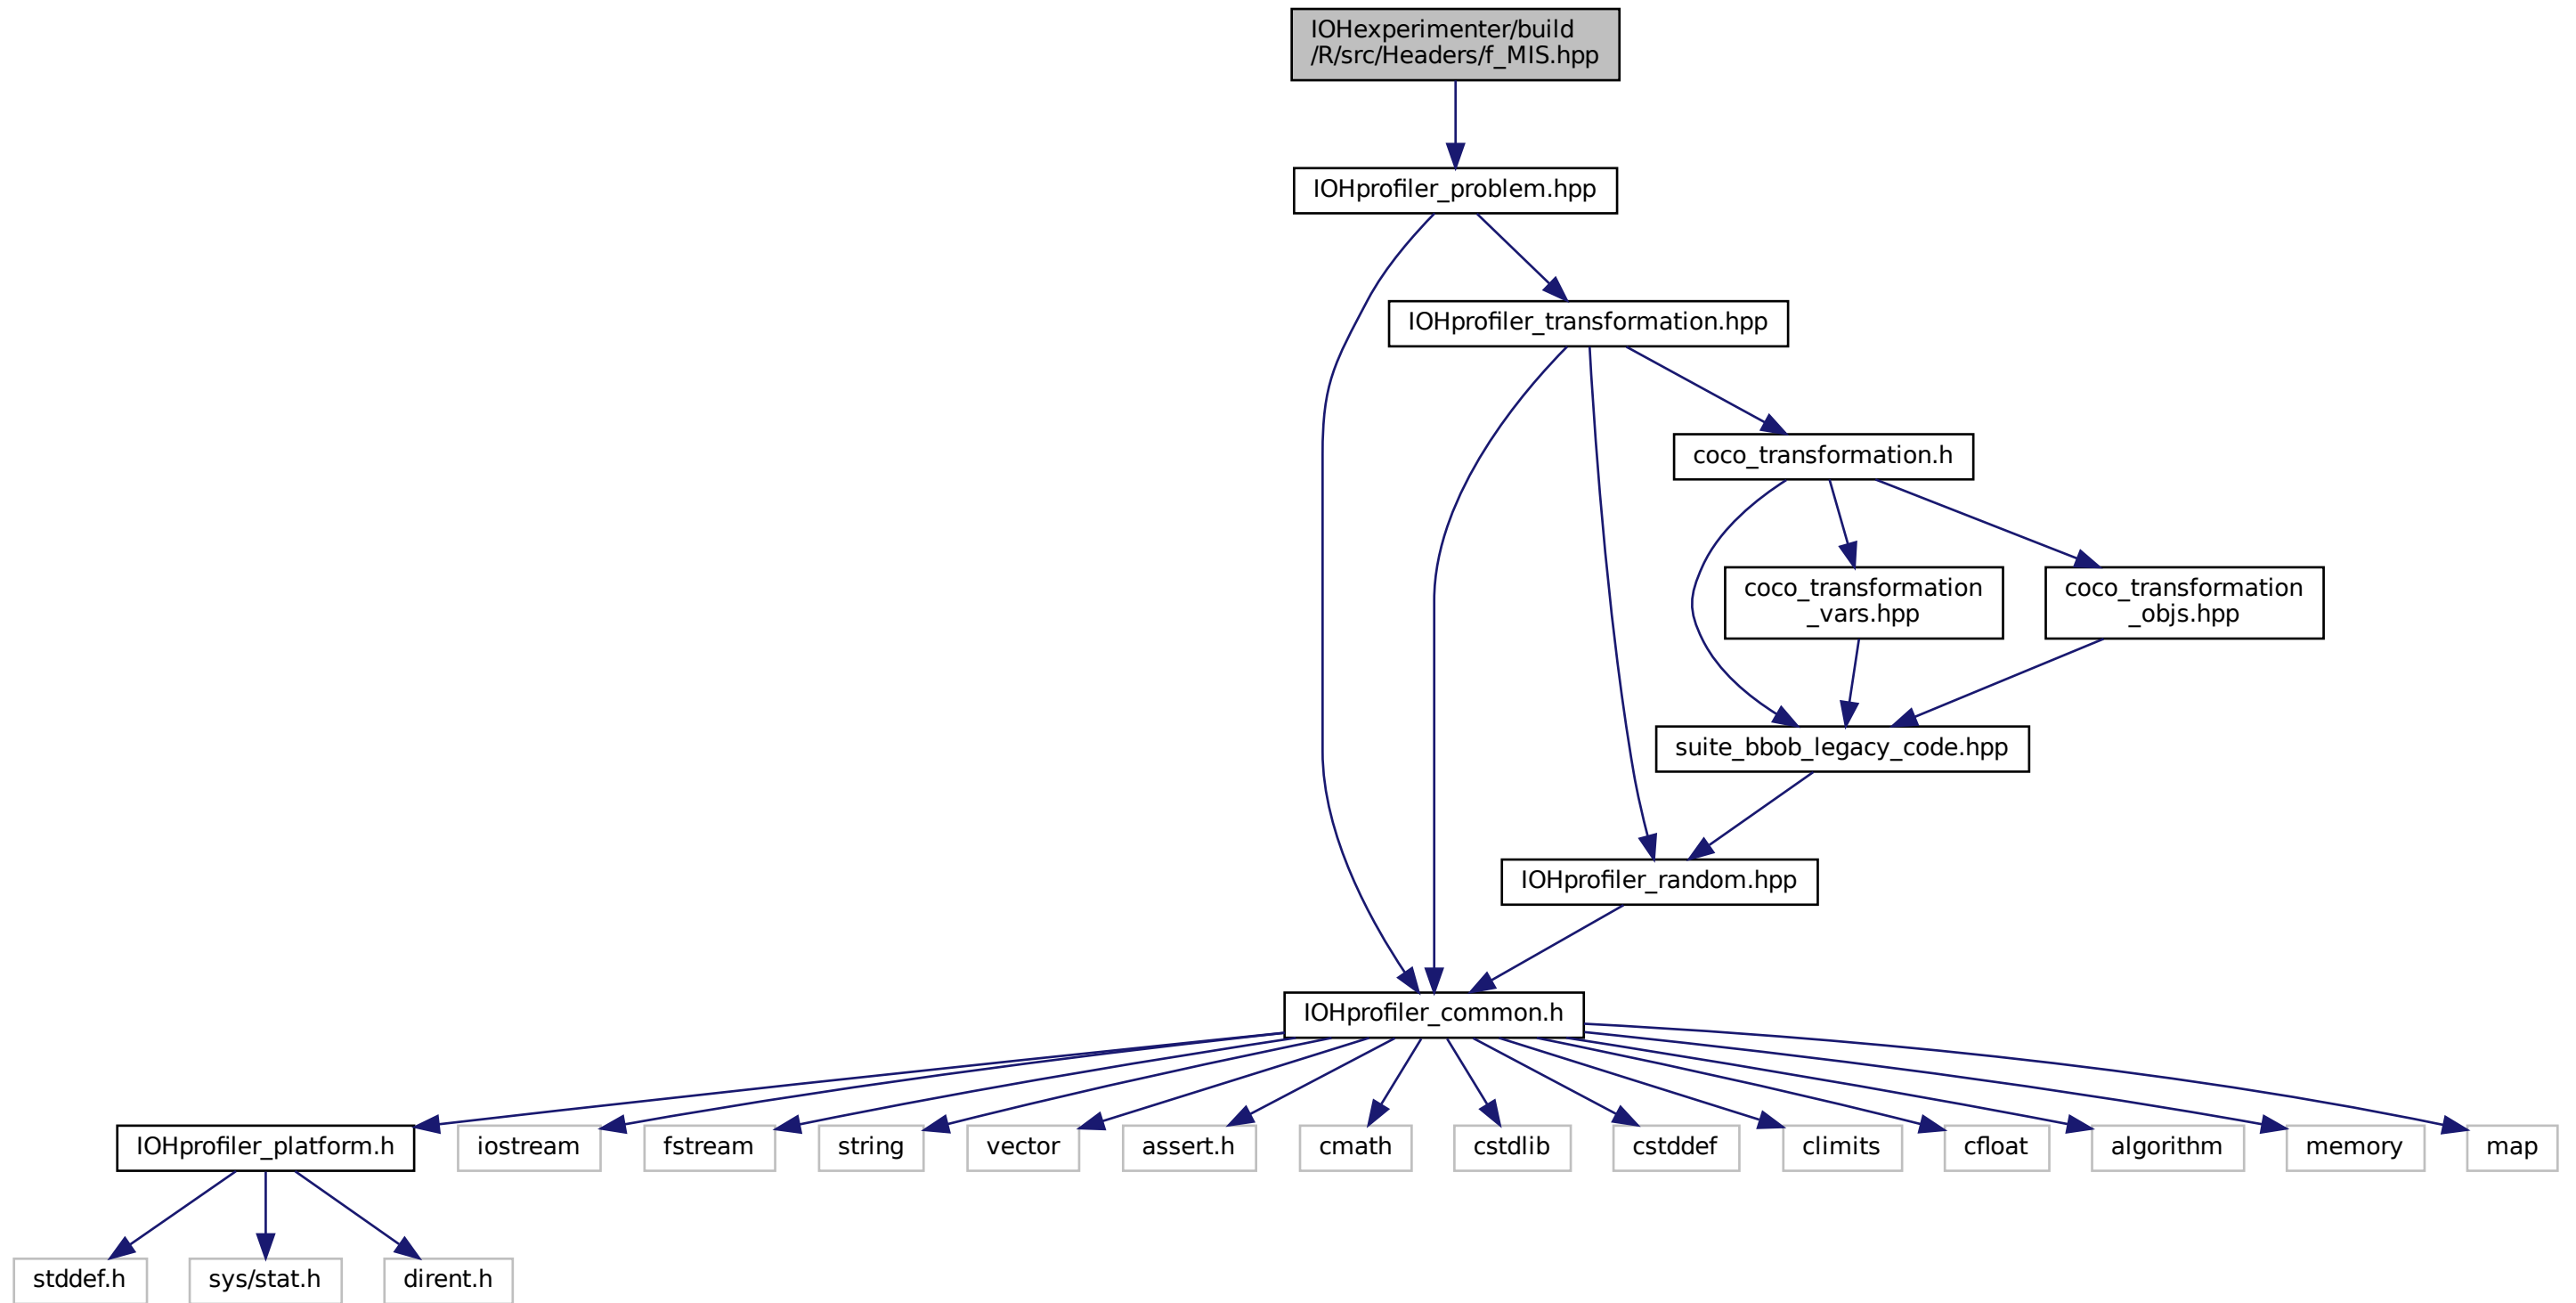 IOHexperimenter/build
/R/src/Headers/f_MIS.hpp
IOHprofiler_problem.hpp
IOHprofiler_transformation.hpp
coco_transformation.h
coco_transformation
_vars.hpp
coco_transformation
_objs.hpp
suite_bbob_legacy_code.hpp
IOHprofiler_random.hpp
IOHprofiler_common.h
IOHprofiler_platform.h
iostream
fstream
string
vector
assert.h
cmath
cstdlib
cstddef
climits
cfloat
algorithm
memory
map
stddef.h
sys/stat.h
dirent.h